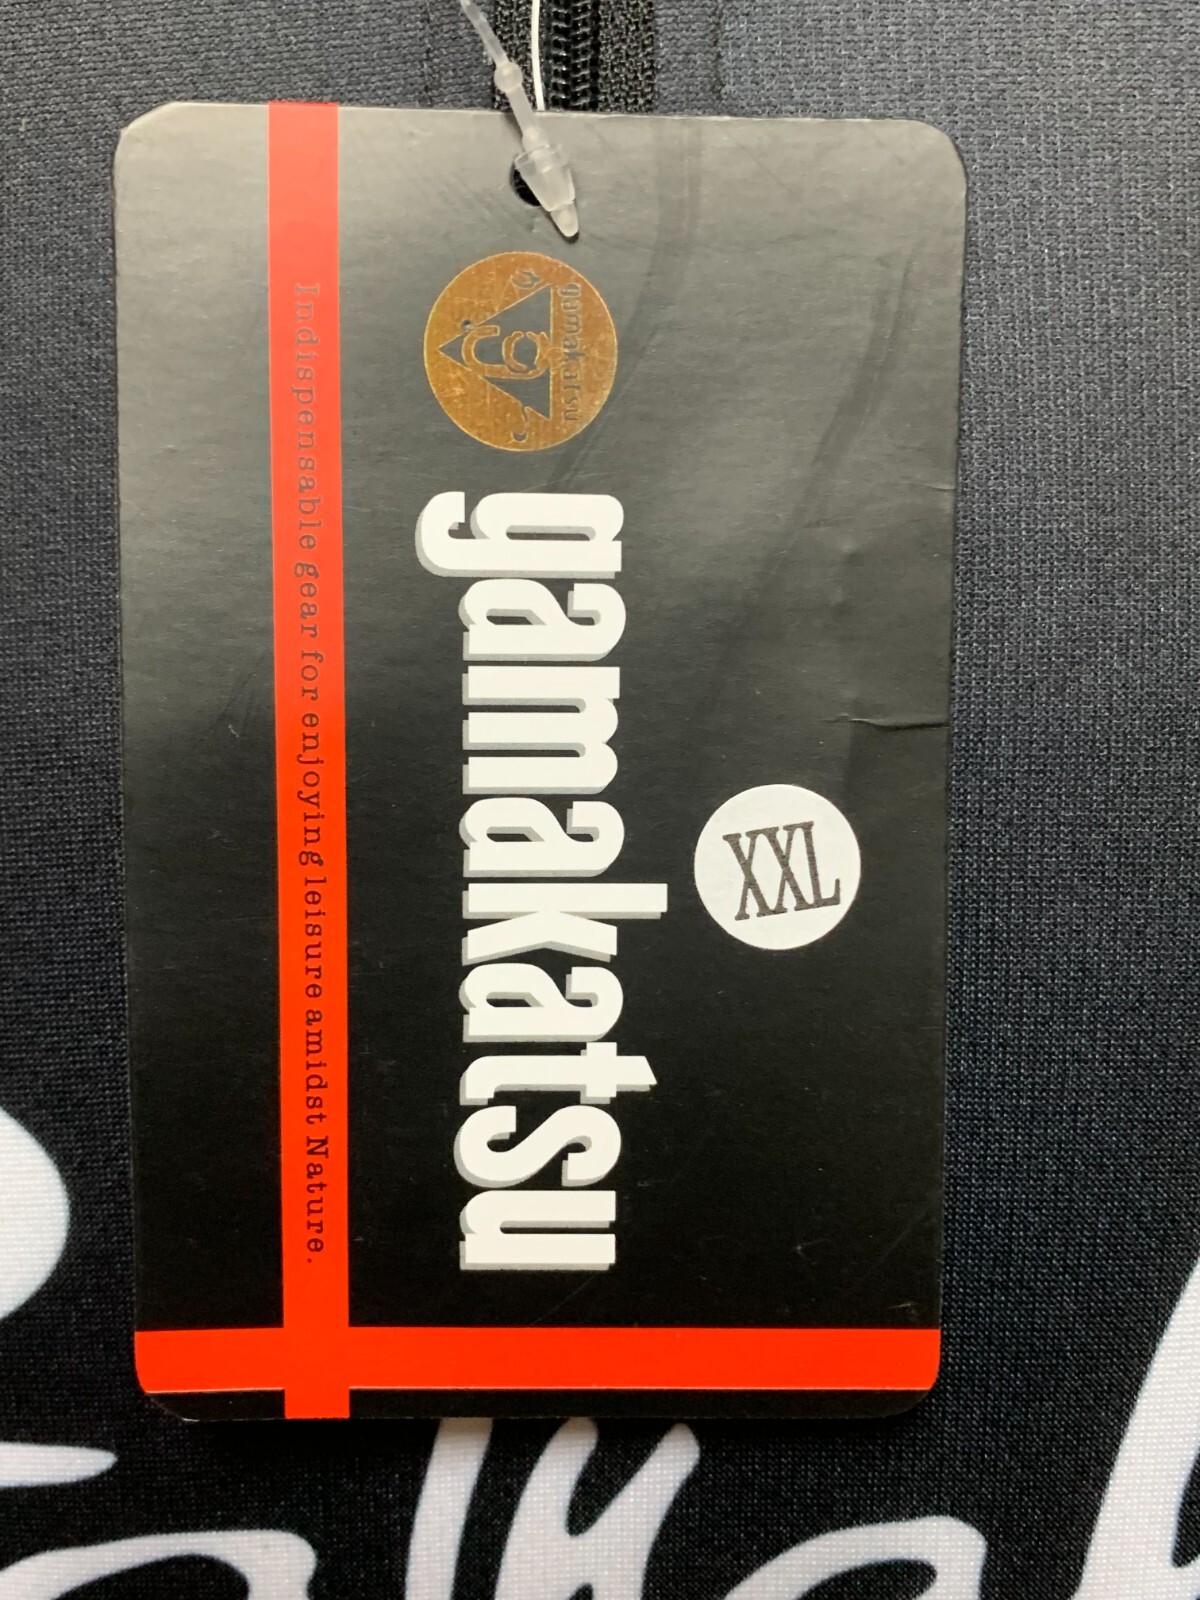 XXL
gamakatsu
gamakatsu
Indispensable gear for enjoying leisure amidst Nature.